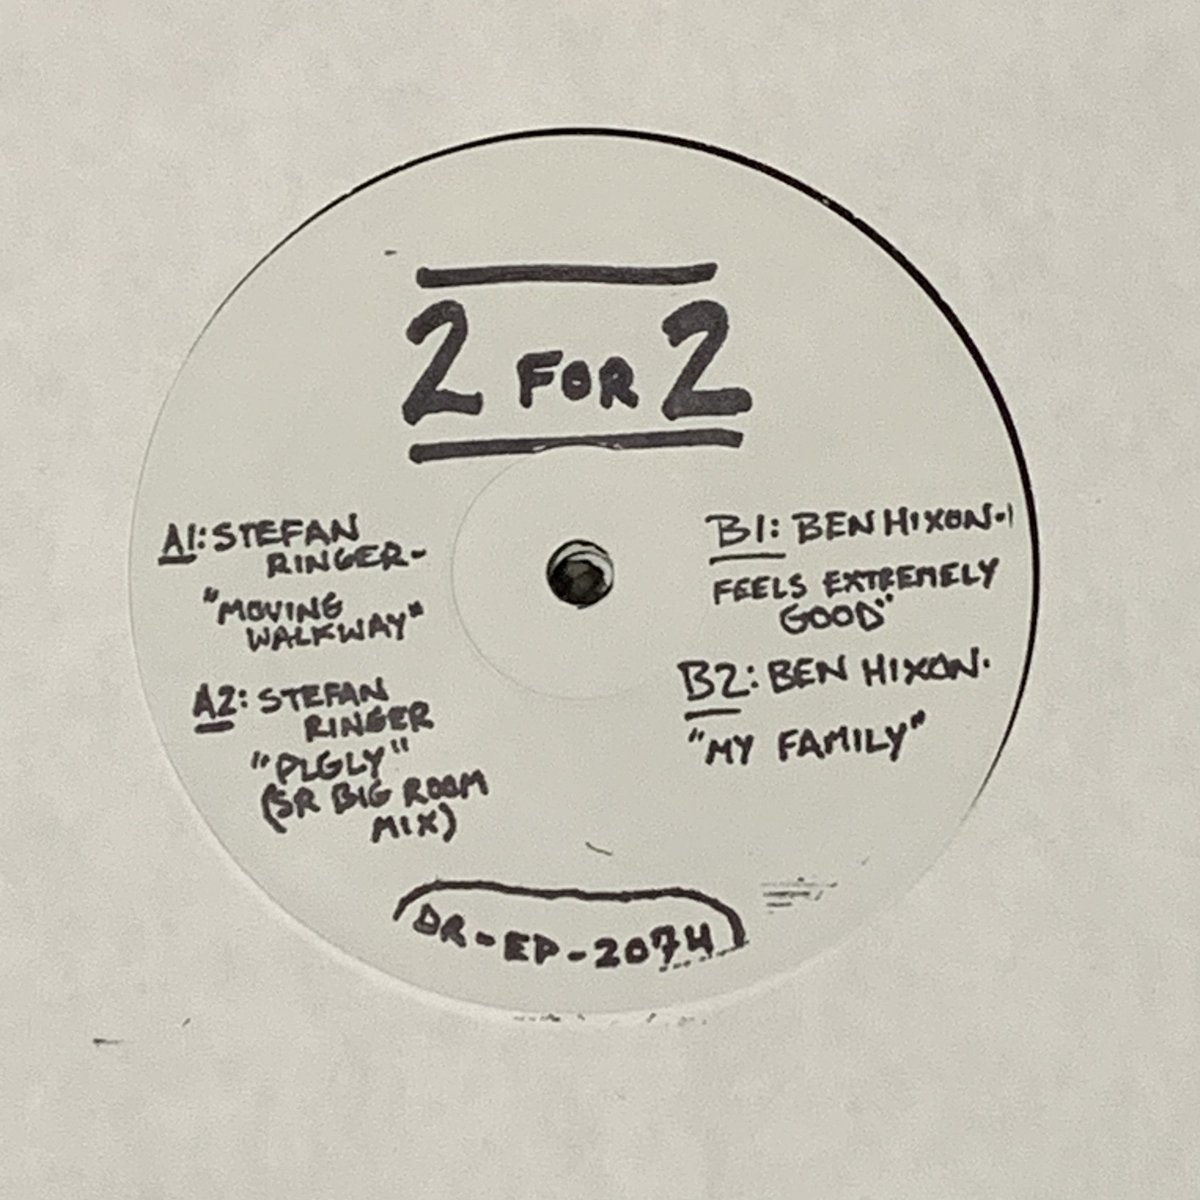 2 FOR 2
A1: STEFAN
RINGER-
"MOVING
WALKWAY"
A2: STEFAN
RINGER
"PLGLY"
(SR BIG ROOM
MIX)
B1: BEN HIXON-
FEELS EXTREMELY
GOOD"
B2: BEN HIXON-
"MY FAMILY"
DR-EP-2074